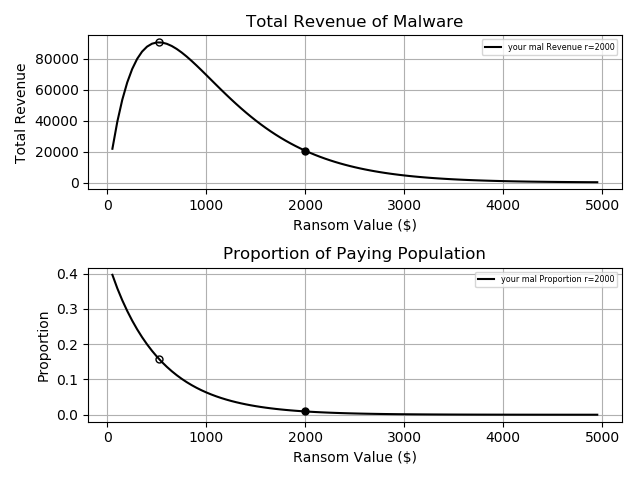 Total Revenue of Malware
your mal Revenue r=2000
Total Revenue
80000
60000
40000
20000
0
0 1000 2000 3000 4000 5000
Ransom Value ($)
Proportion of Paying Population
your mal Proportion r=2000
Proportion
0.4
0.3
0.2
0.1
0.0
0 1000 2000 3000 4000 5000
Ransom Value ($)